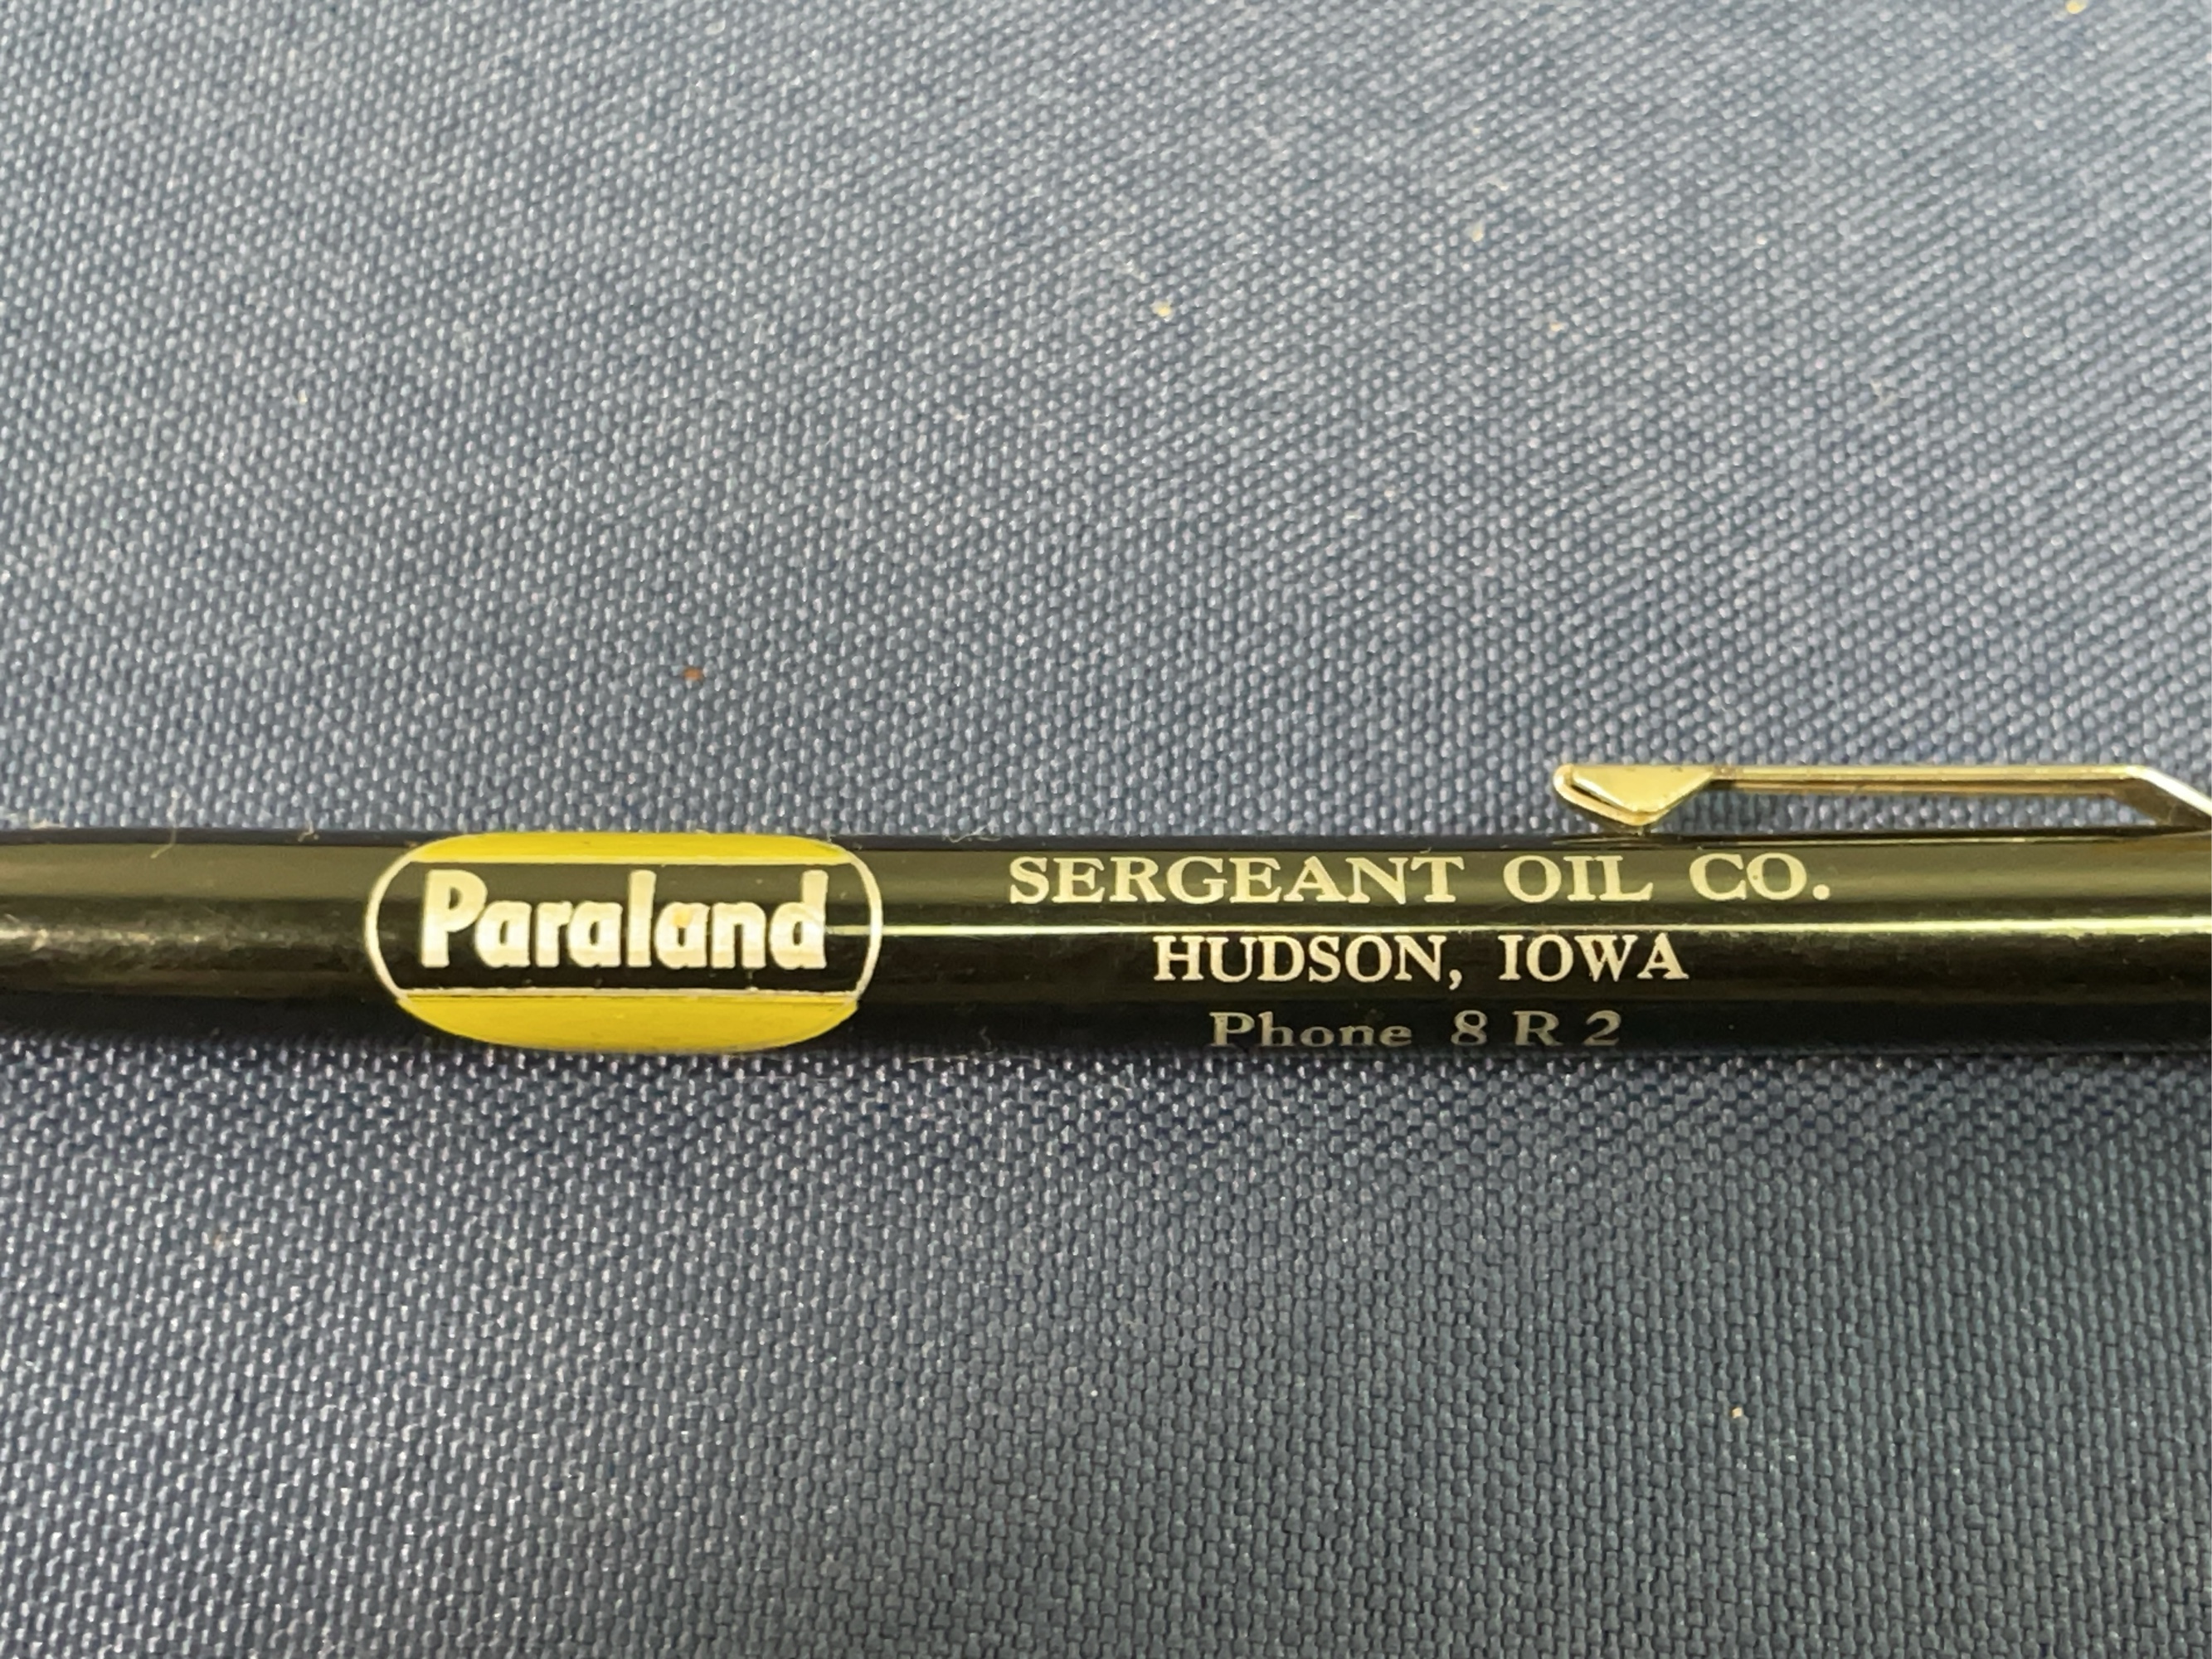 Paraland
SERGEANT OIL CO.
HUDSON, IOWA
Phone 8 R 2